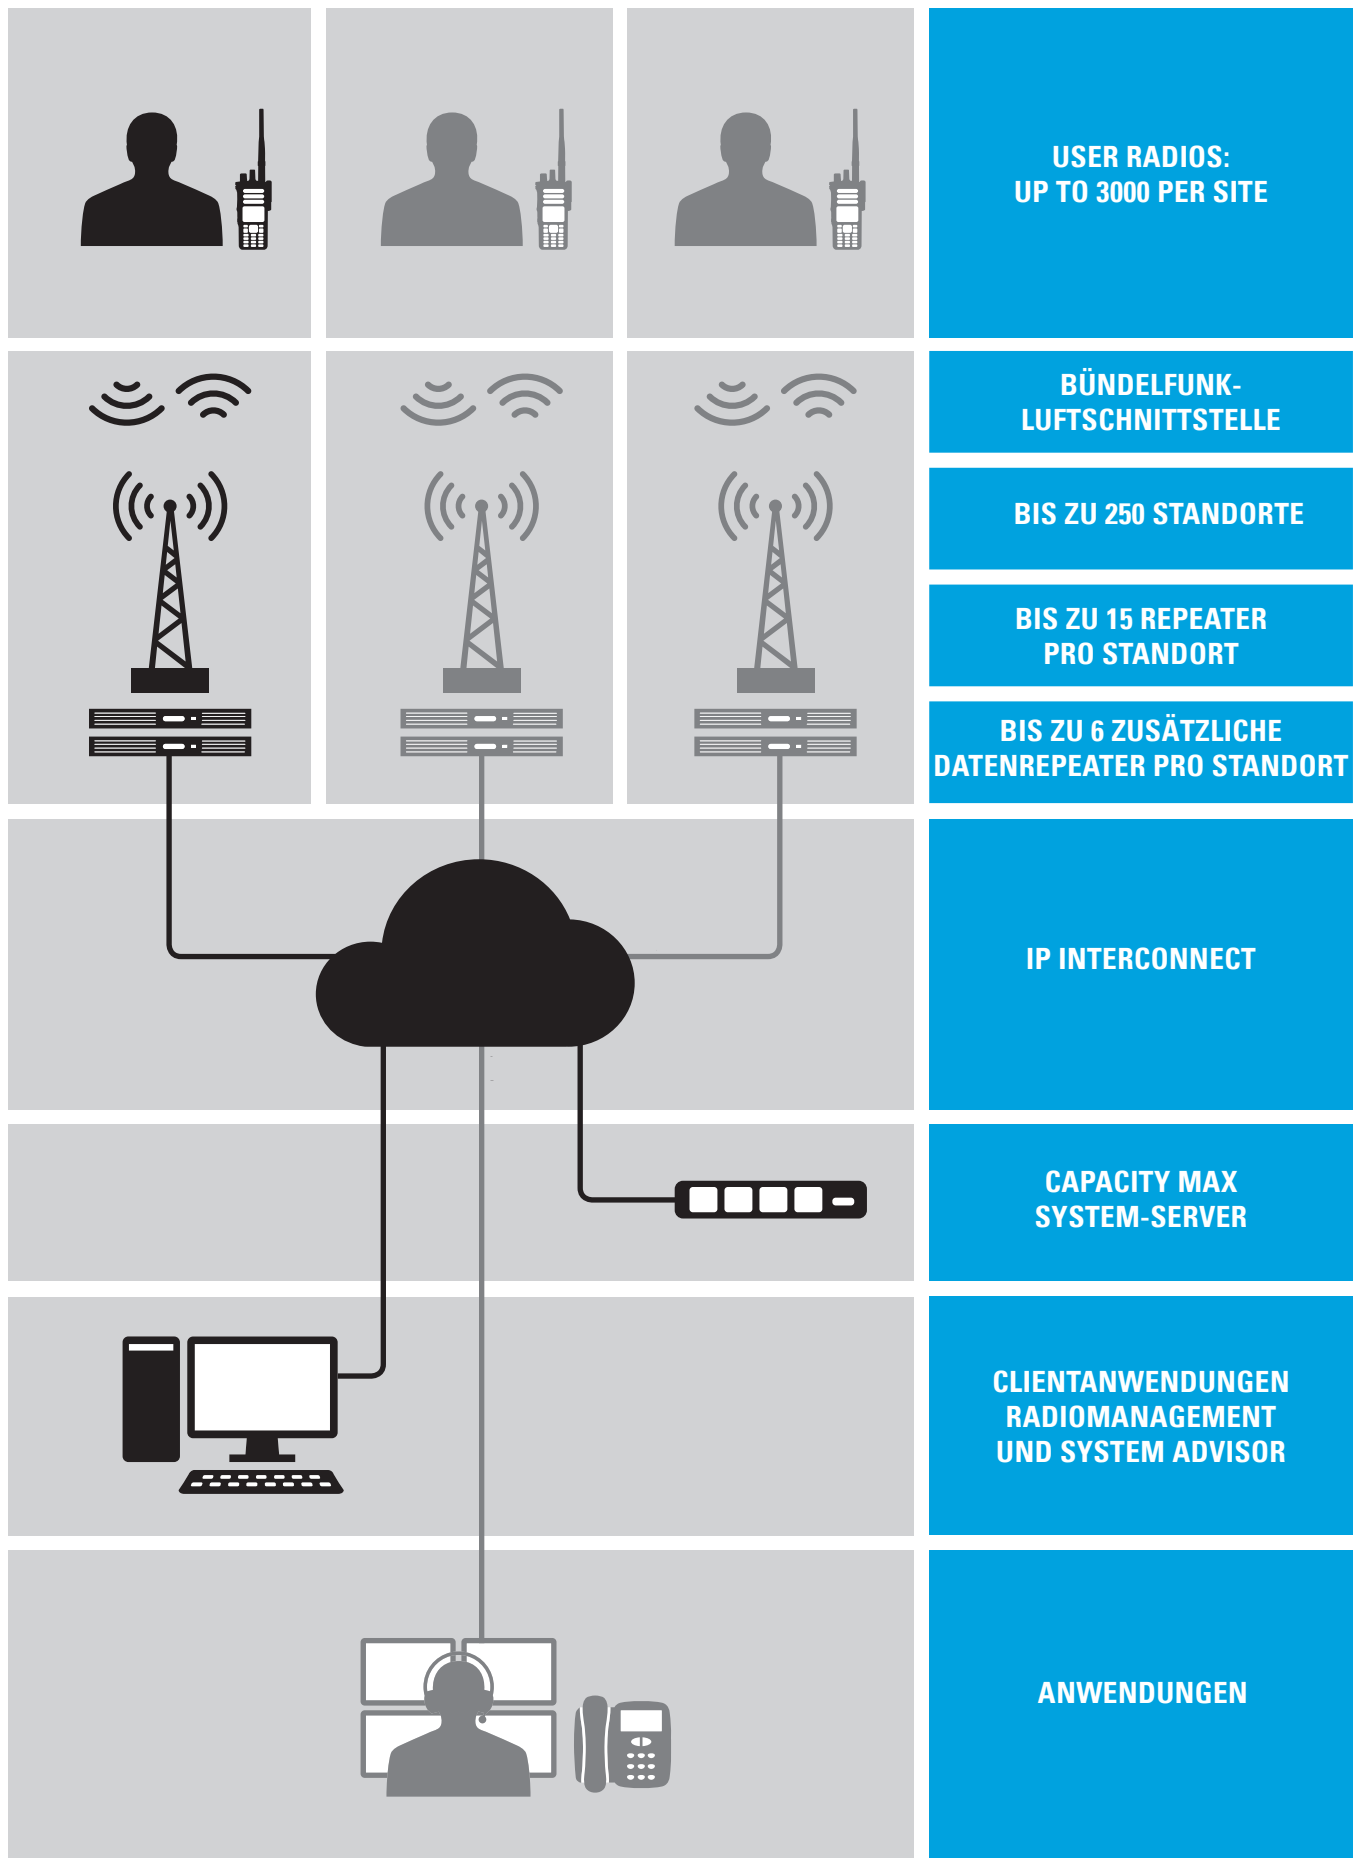 USER RADIOS:
UP TO 3000 PER SITE
BÜNDELFUNK-
LUFTSCHNITTSTELLE
BIS ZU 250 STANDORTE
BIS ZU 15 REPEATER
PRO STANDORT
BIS ZU 6 ZUSÄTZLICHE
DATENREPEATER PRO STANDORT
IP INTERCONNECT
CAPACITY MAX
SYSTEM-SERVER
CLIENTANWENDUNGEN
RADIOMANAGEMENT
UND SYSTEM ADVISOR
ANWENDUNGEN